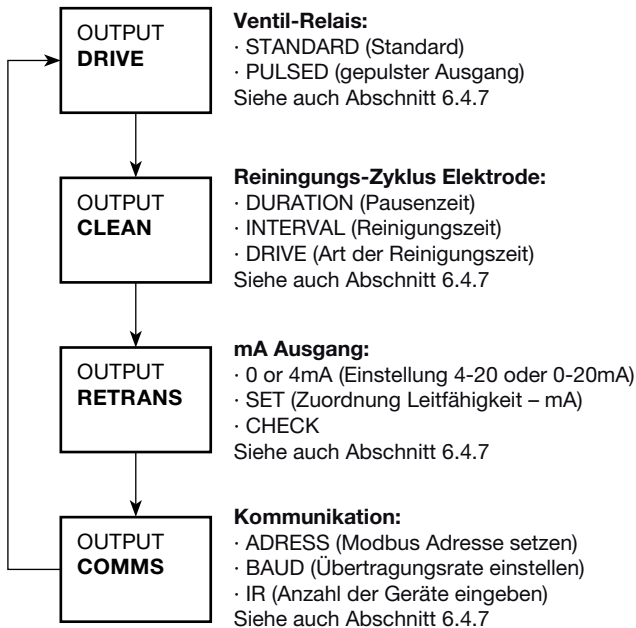 OUTPUT
DRIVE
Ventil-Relais:
· STANDARD (Standard)
· PULSED (gepulster Ausgang)
Siehe auch Abschnitt 6.4.7
OUTPUT
CLEAN
Reiningungs-Zyklus Elektrode:
· DURATION (Pausenzeit)
· INTERVAL (Reinigungszeit)
· DRIVE (Art der Reinigungszeit)
Siehe auch Abschnitt 6.4.7
OUTPUT
RETRANS
mA Ausgang:
· 0 or 4mA (Einstellung 4-20 oder 0-20mA)
· SET (Zuordnung Leitfähigkeit – mA)
· CHECK
Siehe auch Abschnitt 6.4.7
OUTPUT
COMMS
Kommunikation:
· ADRESS (Modbus Adresse setzen)
· BAUD (Übertragungsrate einstellen)
· IR (Anzahl der Geräte eingeben)
Siehe auch Abschnitt 6.4.7